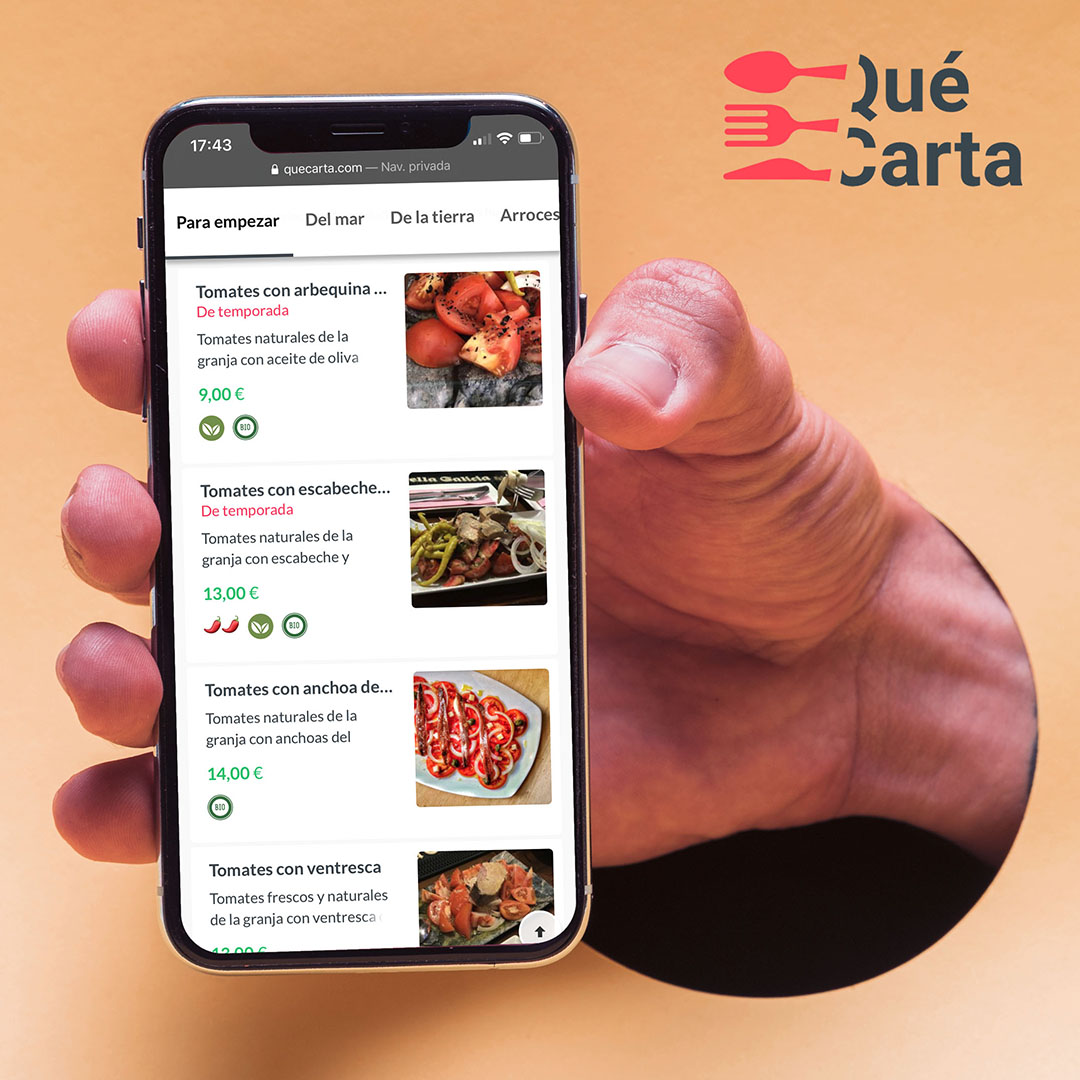 Qué
Carta
17:43
quecarta.com — Nav. privada
Para empezar
Del mar
De la tierra
Arroces
Tomates con arbequina ...
De temporada
Tomates naturales de la
granja con aceite de oliva
9,00 €
BIO
Tomates con escabeche...
De temporada
Tomates naturales de la
granja con escabeche y
13,00 €
BIO
Tomates con anchoa de...
Tomates naturales de la
granja con anchoas del
14,00 €
BIO
Tomates con ventresca
Tomates frescos y naturales
de la granja con ventresca